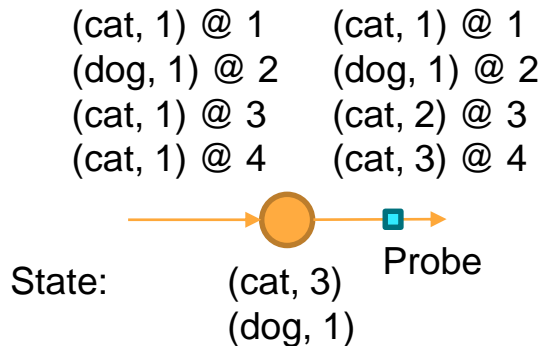 (cat, 1) @ 1 (cat, 1) @ 1
(dog, 1) @ 2 (dog, 1) @ 2
(cat, 1) @ 3 (cat, 2) @ 3
(cat, 1) @ 4 (cat, 3) @ 4
Probe
State: (cat, 3)
(dog, 1)